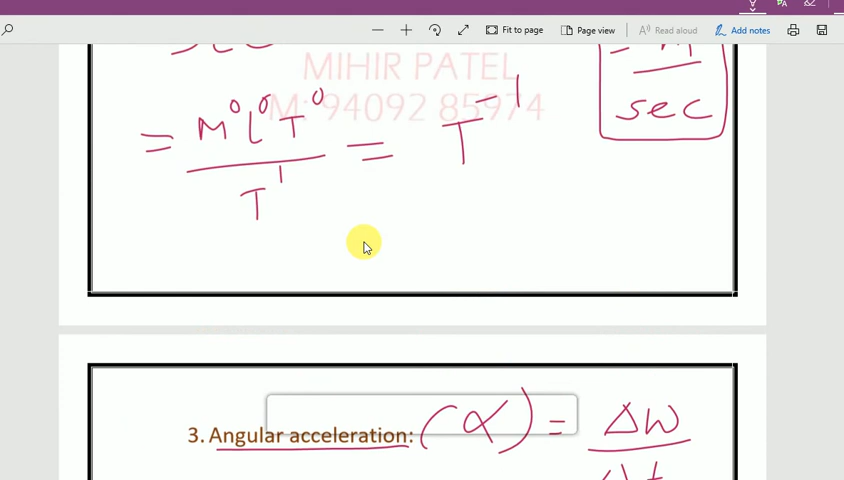 Fit to page Page view Read aloud Add notes
MIHIR PATEL
M: 94092 85974
sec
= M⁰L⁰T⁰ / T¹ = T⁻¹
3. Angular acceleration: (α) = Δω / Δt